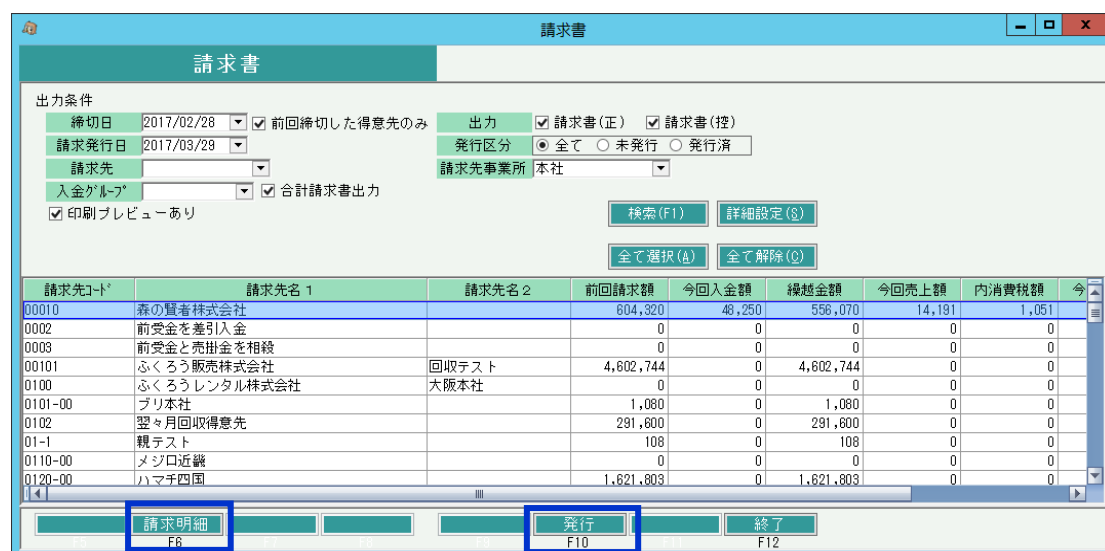 請求書
請求書
出力条件
締切日 2017/02/28 前回締切した得意先のみ 出力 請求書(正) 請求書(控)
請求発行日 2017/03/29 発行区分 全て 未発行 発行済
請求先 請求先事業所 本社
入金ｸﾞﾙｰﾌﾟ 合計請求書出力
印刷プレビューあり 検索(F1) 詳細設定(S)
全て選択(A) 全て解除(C)
請求先ｺｰﾄﾞ 請求先名１ 請求先名２ 前回請求額 今回入金額 繰越金額 今回売上額 内消費税額 今
00010 森の賢者株式会社 604,320 48,250 556,070 14,191 1,051
0002 前受金を差引入金 0 0 0 0 0
0003 前受金と売掛金を相殺 0 0 0 0 0
00101 ふくろう販売株式会社 回収テスト 4,602,744 0 4,602,744 0 0
0100 ふくろうレンタル株式会社 大阪本社 0 0 0 0 0
0101-00 ブリ本社 1,080 0 1,080 0 0
0102 翌々月回収得意先 291,600 0 291,600 0 0
01-1 親テスト 108 0 108 0 0
0110-00 メジロ近畿 0 0 0 0 0
0120-00 ハマチ四国 1,621,803 0 1,621,803 0 0
請求明細 発行 終了
F5 F6 F7 F8 F9 F10 F11 F12